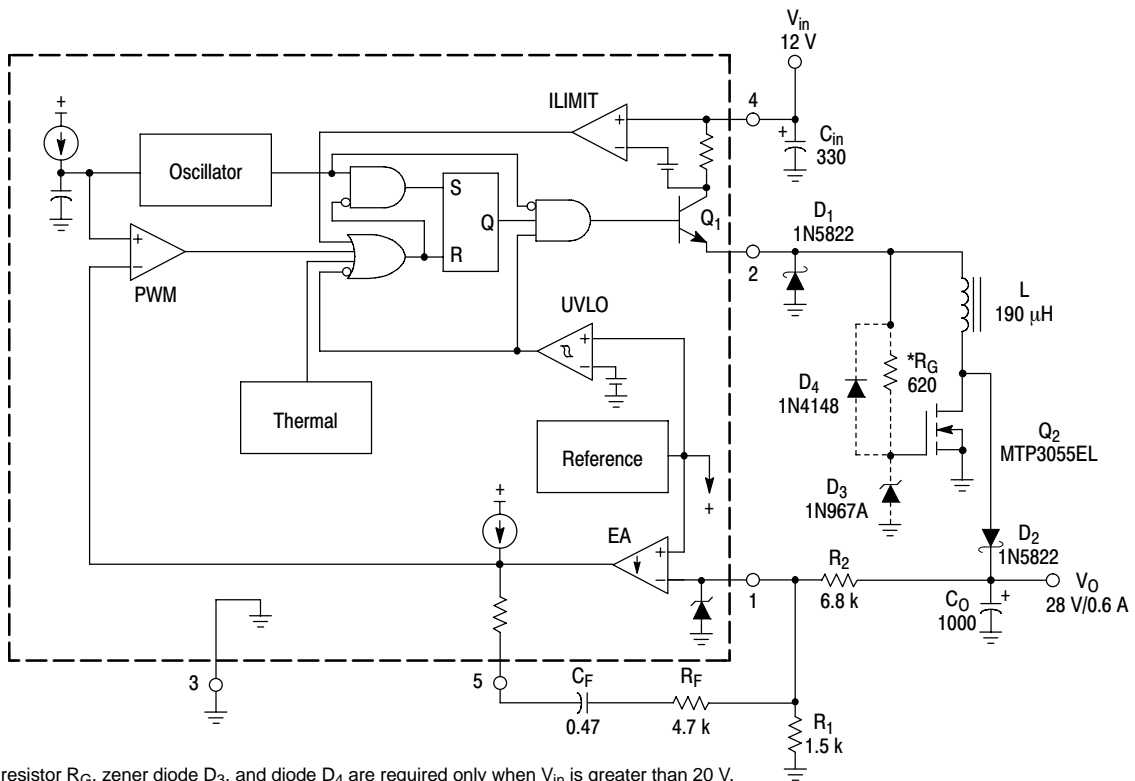 V_in
12 V
+
ILIMIT
+
−
4
+
C_in
330
Oscillator
S
Q
R
Q_1
D_1
1N5822
2
+
−
PWM
UVLO
+
−
L
190 μH
*R_G
620
D_4
1N4148
Q_2
MTP3055EL
Thermal
Reference
+
D_3
1N967A
+
EA
+
−
D_2
1N5822
1
R_2
6.8 k
V_O
28 V/0.6 A
C_O
1000
+
3
5
C_F
0.47
R_F
4.7 k
R_1
1.5 k
resistor R_G, zener diode D_3, and diode D_4 are required only when V_in is greater than 20 V.